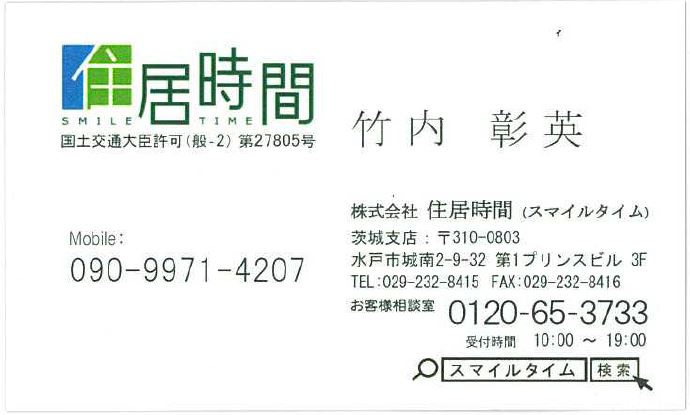 住居時間
SMILE TIME
国土交通大臣許可(般-2) 第27805号
竹内 彰英
Mobile:
090-9971-4207
株式会社 住居時間 (スマイルタイム)
茨城支店:〒310-0803
水戸市城南2-9-32 第1プリンスビル 3F
TEL:029-232-8415 FAX:029-232-8416
お客様相談室 0120-65-3733
受付時間 10:00 ～ 19:00
スマイルタイム 検索